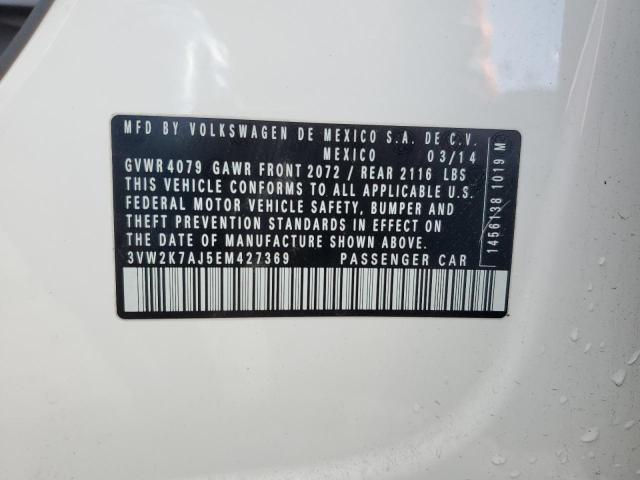 MFD BY VOLKSWAGEN DE MEXICO S.A. DE C.V.
MEXICO 03/14
GVWR 4079 GAWR FRONT 2072 / REAR 2116 LBS
THIS VEHICLE CONFORMS TO ALL APPLICABLE U.S.
FEDERAL MOTOR VEHICLE SAFETY, BUMPER AND
THEFT PREVENTION STANDARDS IN EFFECT ON
THE DATE OF MANUFACTURE SHOWN ABOVE.
3VW2K7AJ5EM427369 PASSENGER CAR
1456138 1019 M